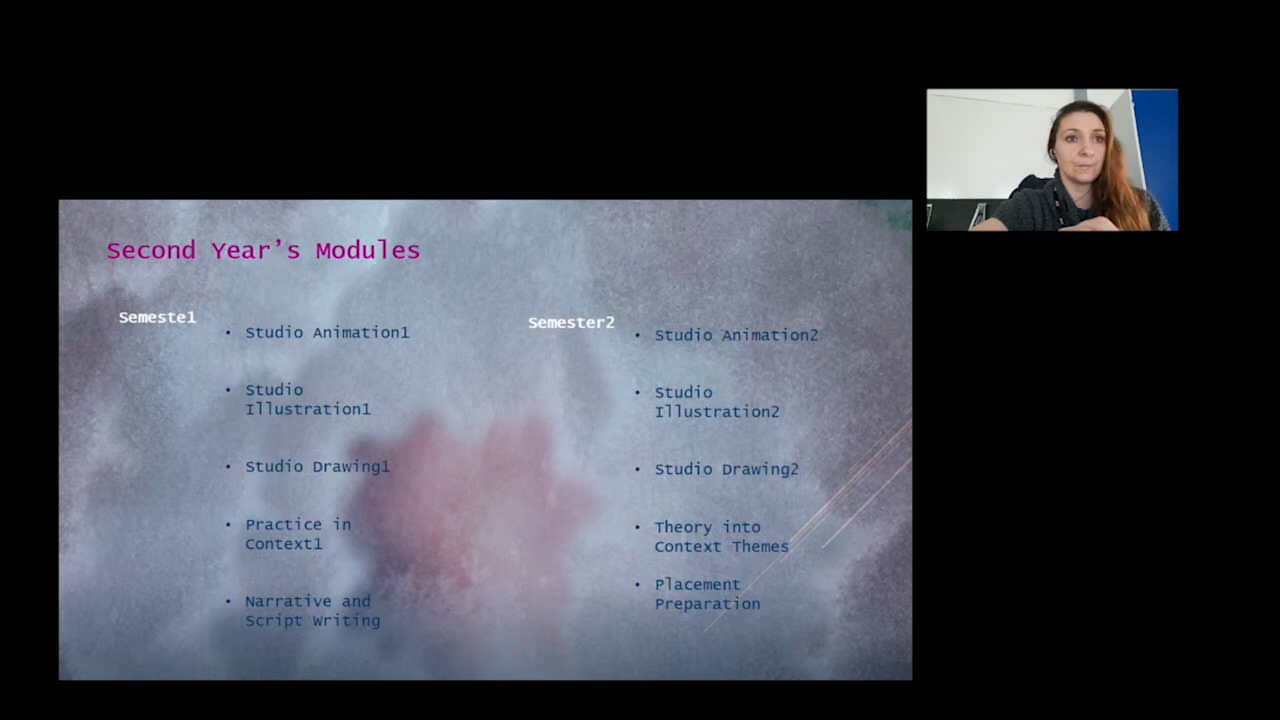 Second Year’s Modules
Semeste1
• Studio Animation1
• Studio
Illustration1
• Studio Drawing1
• Practice in
Context1
• Narrative and
Script Writing
Semester2
• Studio Animation2
• Studio
Illustration2
• Studio Drawing2
• Theory into
Context Themes
• Placement
Preparation